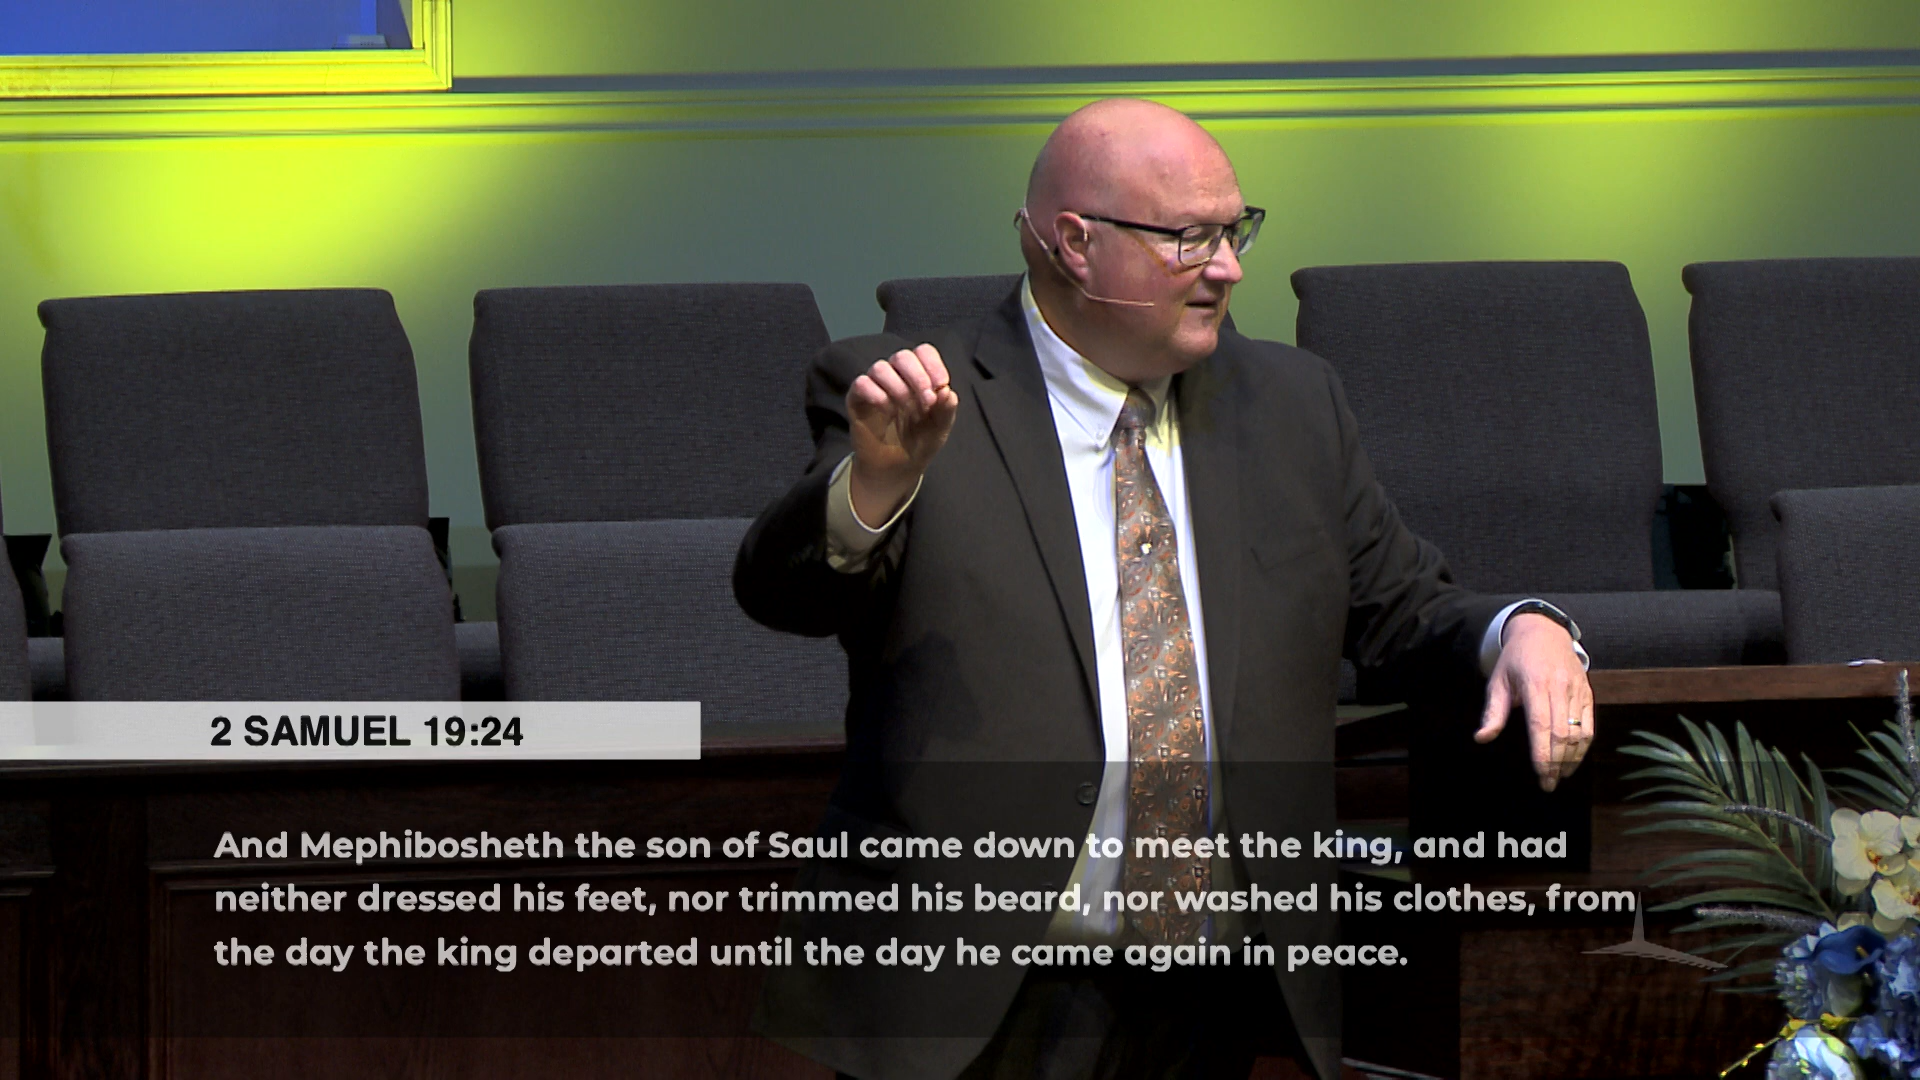 2 SAMUEL 19:24
And Mephibosheth the son of Saul came down to meet the king, and had
neither dressed his feet, nor trimmed his beard, nor washed his clothes, from
the day the king departed until the day he came again in peace.